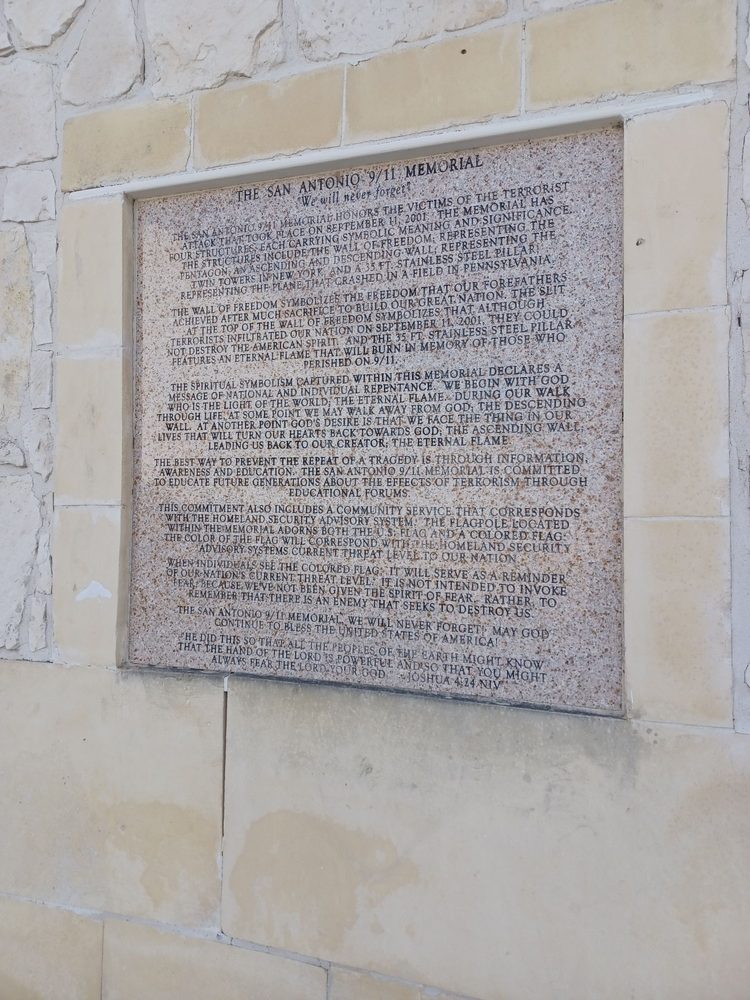 THE SAN ANTONIO 9/11 MEMORIAL
"We will never forget"
THE SAN ANTONIO 9/11 MEMORIAL HONORS THE VICTIMS OF THE TERRORIST
ATTACK THAT TOOK PLACE ON SEPTEMBER 11, 2001. THE MEMORIAL HAS
FOUR STRUCTURES, EACH CARRYING SYMBOLIC MEANING AND SIGNIFICANCE.
THE STRUCTURES INCLUDE THE WALL OF FREEDOM, REPRESENTING THE
PENTAGON; AN ASCENDING AND DESCENDING WALL, REPRESENTING THE
TWIN TOWERS IN NEW YORK; AND A 35 FT. STAINLESS STEEL PILLAR,
REPRESENTING THE PLANE THAT CRASHED IN A FIELD IN PENNSYLVANIA.
THE WALL OF FREEDOM SYMBOLIZES THE FREEDOM THAT OUR FOREFATHERS
ACHIEVED AFTER MUCH SACRIFICE TO BUILD OUR GREAT NATION. THE SLIT
AT THE TOP OF THE WALL OF FREEDOM SYMBOLIZES THAT ALTHOUGH
TERRORISTS INFILTRATED OUR NATION ON SEPTEMBER 11, 2001, THEY COULD
NOT DESTROY THE AMERICAN SPIRIT. AND THE 35 FT. STAINLESS STEEL PILLAR
FEATURES AN ETERNAL FLAME THAT WILL BURN IN MEMORY OF THOSE WHO
PERISHED ON 9/11.
THE SPIRITUAL SYMBOLISM CAPTURED WITHIN THIS MEMORIAL DECLARES A
MESSAGE OF NATIONAL AND INDIVIDUAL REPENTANCE. WE BEGIN WITH GOD
WHO IS THE LIGHT OF THE WORLD, THE ETERNAL FLAME. DURING OUR WALK
THROUGH LIFE, AT SOME POINT WE MAY WALK AWAY FROM GOD; THE DESCENDING
WALL. AT ANOTHER POINT GOD'S DESIRE IS THAT WE FACE THE THING IN OUR
LIVES THAT WILL TURN OUR HEARTS BACK TOWARDS GOD; THE ASCENDING WALL,
LEADING US BACK TO OUR CREATOR; THE ETERNAL FLAME.
THE BEST WAY TO PREVENT THE REPEAT OF A TRAGEDY IS THROUGH INFORMATION,
AWARENESS AND EDUCATION. THE SAN ANTONIO 9/11 MEMORIAL IS COMMITTED
TO EDUCATE FUTURE GENERATIONS ABOUT THE EFFECTS OF TERRORISM THROUGH
EDUCATIONAL FORUMS.
THIS COMMITMENT ALSO INCLUDES A COMMUNITY SERVICE THAT CORRESPONDS
WITH THE HOMELAND SECURITY ADVISORY SYSTEM. THE FLAGPOLE LOCATED
WITHIN THE MEMORIAL ADORNS BOTH THE U.S. FLAG AND A COLORED FLAG.
THE COLOR OF THE FLAG WILL CORRESPOND WITH THE HOMELAND SECURITY
ADVISORY SYSTEMS CURRENT THREAT LEVEL TO OUR NATION.
WHEN INDIVIDUALS SEE THE COLORED FLAG, IT WILL SERVE AS A REMINDER
OF OUR NATION'S CURRENT THREAT LEVEL. IT IS NOT INTENDED TO INVOKE
FEAR, BECAUSE WE'VE NOT BEEN GIVEN THE SPIRIT OF FEAR. RATHER, TO
REMEMBER THAT THERE IS AN ENEMY THAT SEEKS TO DESTROY US.
THE SAN ANTONIO 9/11 MEMORIAL, WE WILL NEVER FORGET! MAY GOD
CONTINUE TO BLESS THE UNITED STATES OF AMERICA!
"HE DID THIS SO THAT ALL THE PEOPLES OF THE EARTH MIGHT KNOW
THAT THE HAND OF THE LORD IS POWERFUL AND SO THAT YOU MIGHT
ALWAYS FEAR THE LORD YOUR GOD." - JOSHUA 4:24 NIV